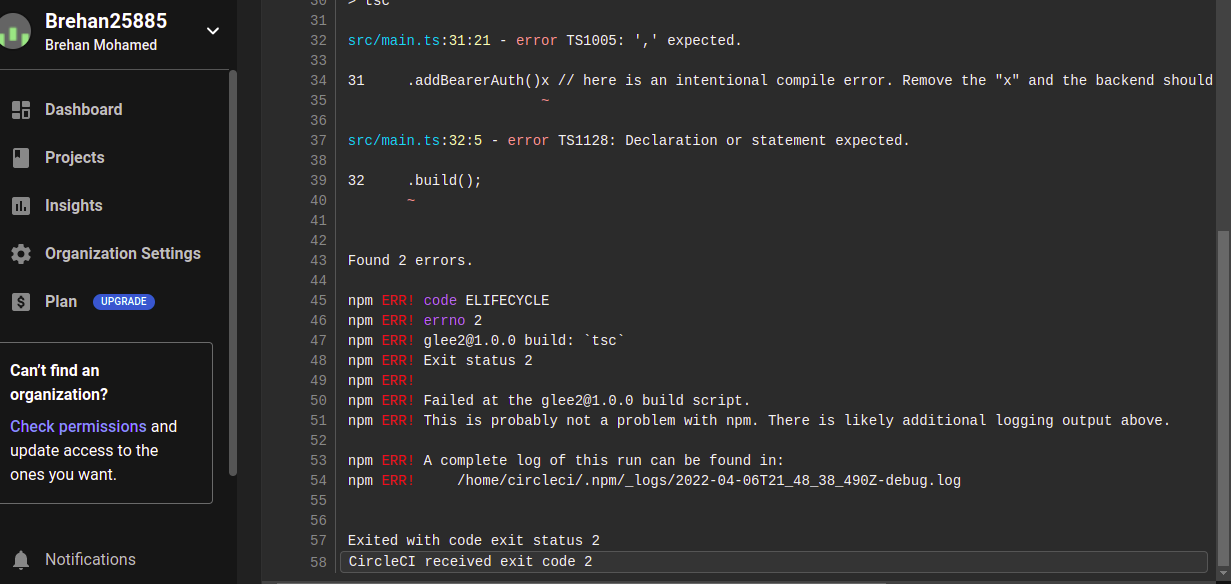 Brehan25885
Brehan Mohamed
Dashboard
Projects
Insights
Organization Settings
Plan UPGRADE
Can't find an
organization?
Check permissions and
update access to the
ones you want.
Notifications
30 > tsc
31
32 src/main.ts:31:21 - error TS1005: ',' expected.
33
34 31     .addBearerAuth()x // here is an intentional compile error. Remove the "x" and the backend should
35                        ~
36
37 src/main.ts:32:5 - error TS1128: Declaration or statement expected.
38
39 32     .build();
40        ~
41
42
43 Found 2 errors.
44
45 npm ERR! code ELIFECYCLE
46 npm ERR! errno 2
47 npm ERR! glee2@1.0.0 build: `tsc`
48 npm ERR! Exit status 2
49 npm ERR!
50 npm ERR! Failed at the glee2@1.0.0 build script.
51 npm ERR! This is probably not a problem with npm. There is likely additional logging output above.
52
53 npm ERR! A complete log of this run can be found in:
54 npm ERR!     /home/circleci/.npm/_logs/2022-04-06T21_48_38_490Z-debug.log
55
56
57 Exited with code exit status 2
58 CircleCI received exit code 2